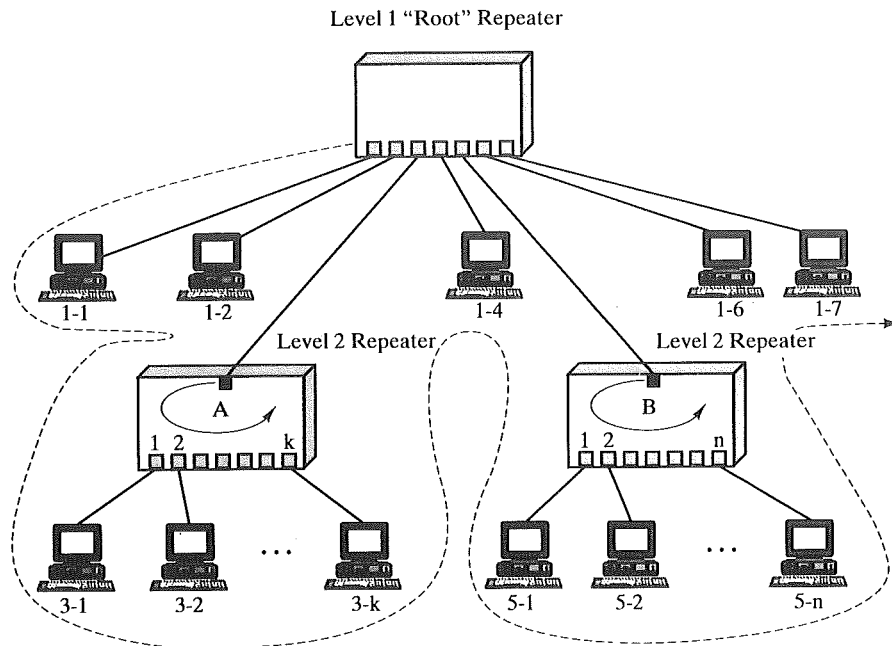 Level 1 “Root” Repeater
1-1
1-2
1-4
1-6
1-7
Level 2 Repeater
Level 2 Repeater
A
B
1 2 k
1 2 n
3-1
3-2
...
3-k
5-1
5-2
...
5-n